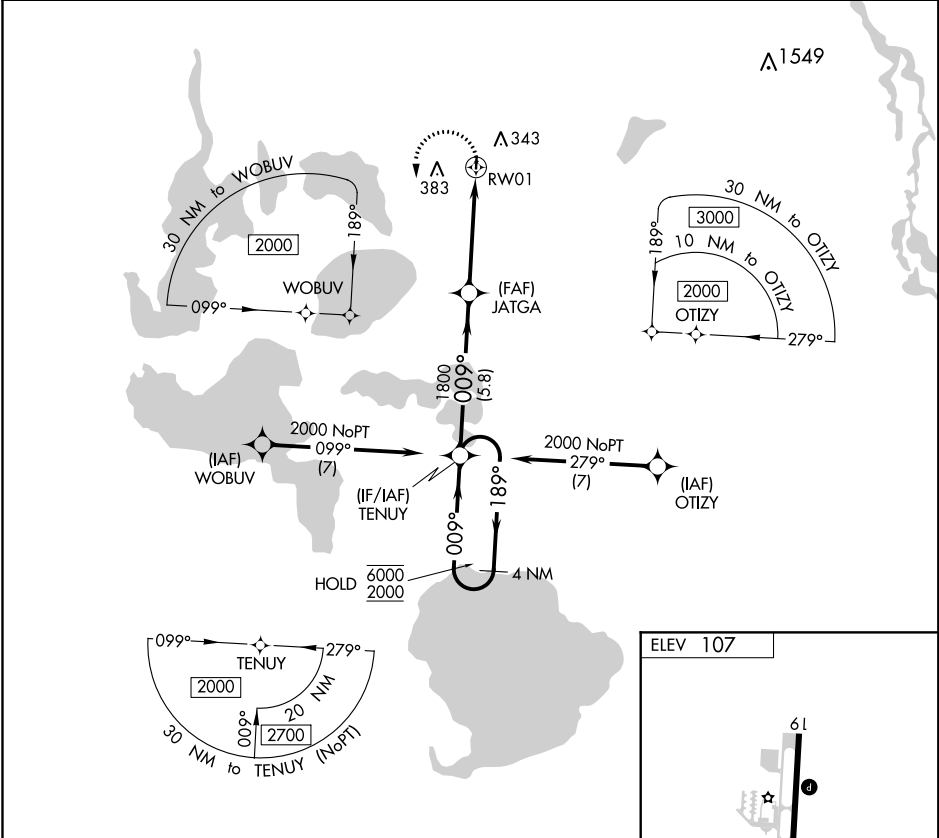 1549
343
383
RW01
30 NM to WOBUV
2000
189°
099°
WOBUV
30 NM to OTIZY
3000
10 NM to OTIZY
189°
2000
OTIZY
279°
(FAF)
JATGA
1800
009°
(5.8)
2000 NoPT
099°
(7)
(IAF)
WOBUV
2000 NoPT
279°
(7)
(IAF)
OTIZY
(IF/IAF)
TENUY
189°
009°
HOLD
6000
2000
4 NM
099°
279°
TENUY
2000
20 NM
009°
2700
30 NM to TENUY (NoPT)
ELEV 107
19
P